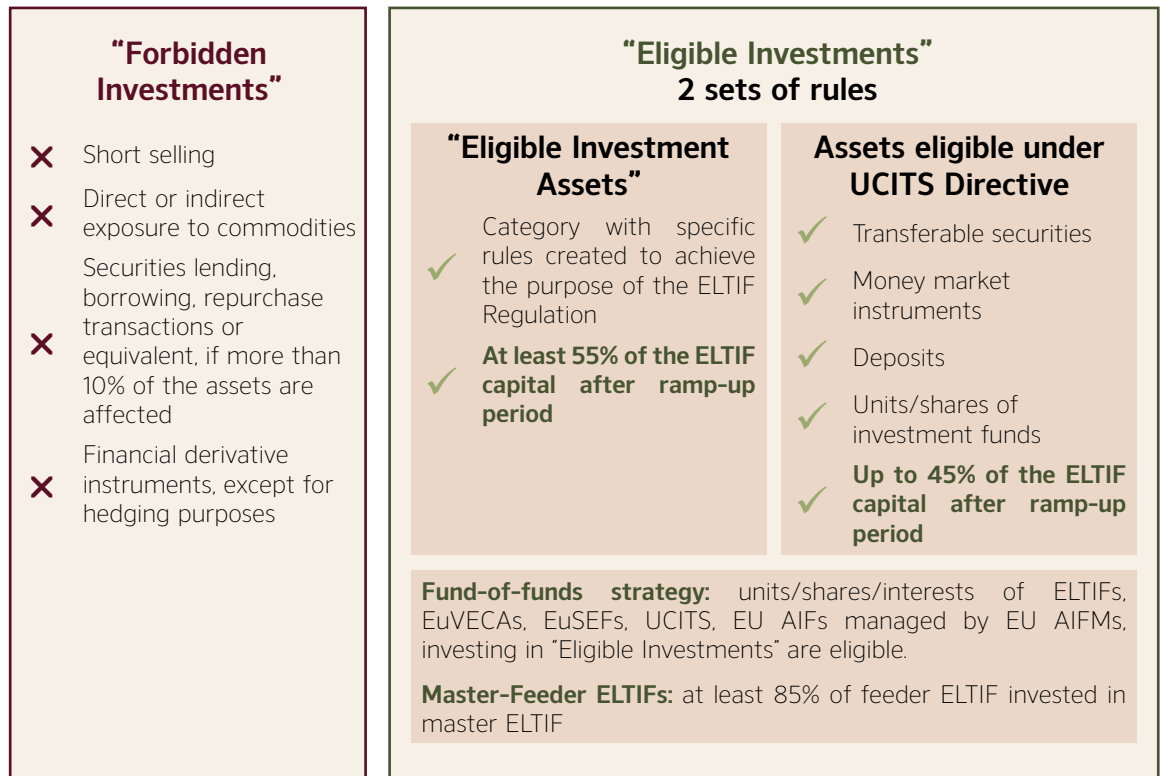 “Forbidden
Investments”
Short selling
Direct or indirect
exposure to commodities
Securities lending,
borrowing, repurchase
transactions or
equivalent, if more than
10% of the assets are
affected
Financial derivative
instruments, except for
hedging purposes
“Eligible Investments”
2 sets of rules
“Eligible Investment
Assets”
Category with specific
rules created to achieve
the purpose of the ELTIF
Regulation
At least 55% of the ELTIF
capital after ramp-up
period
Assets eligible under
UCITS Directive
Transferable securities
Money market
instruments
Deposits
Units/shares of
investment funds
Up to 45% of the ELTIF
capital after ramp-up
period
Fund-of-funds strategy: units/shares/interests of ELTIFs,
EuVECAs, EuSEFs, UCITS, EU AIFs managed by EU AIFMs,
investing in “Eligible Investments” are eligible.
Master-Feeder ELTIFs: at least 85% of feeder ELTIF invested in
master ELTIF